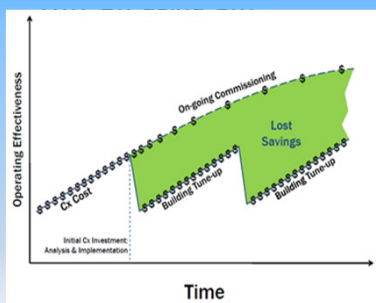 Operating Effectiveness
On-going Commissioning
Lost
Savings
Cx Cost
Building Tune-up
Building Tune-up
Initial Cx Investment:
Analysis & Implementation
Time